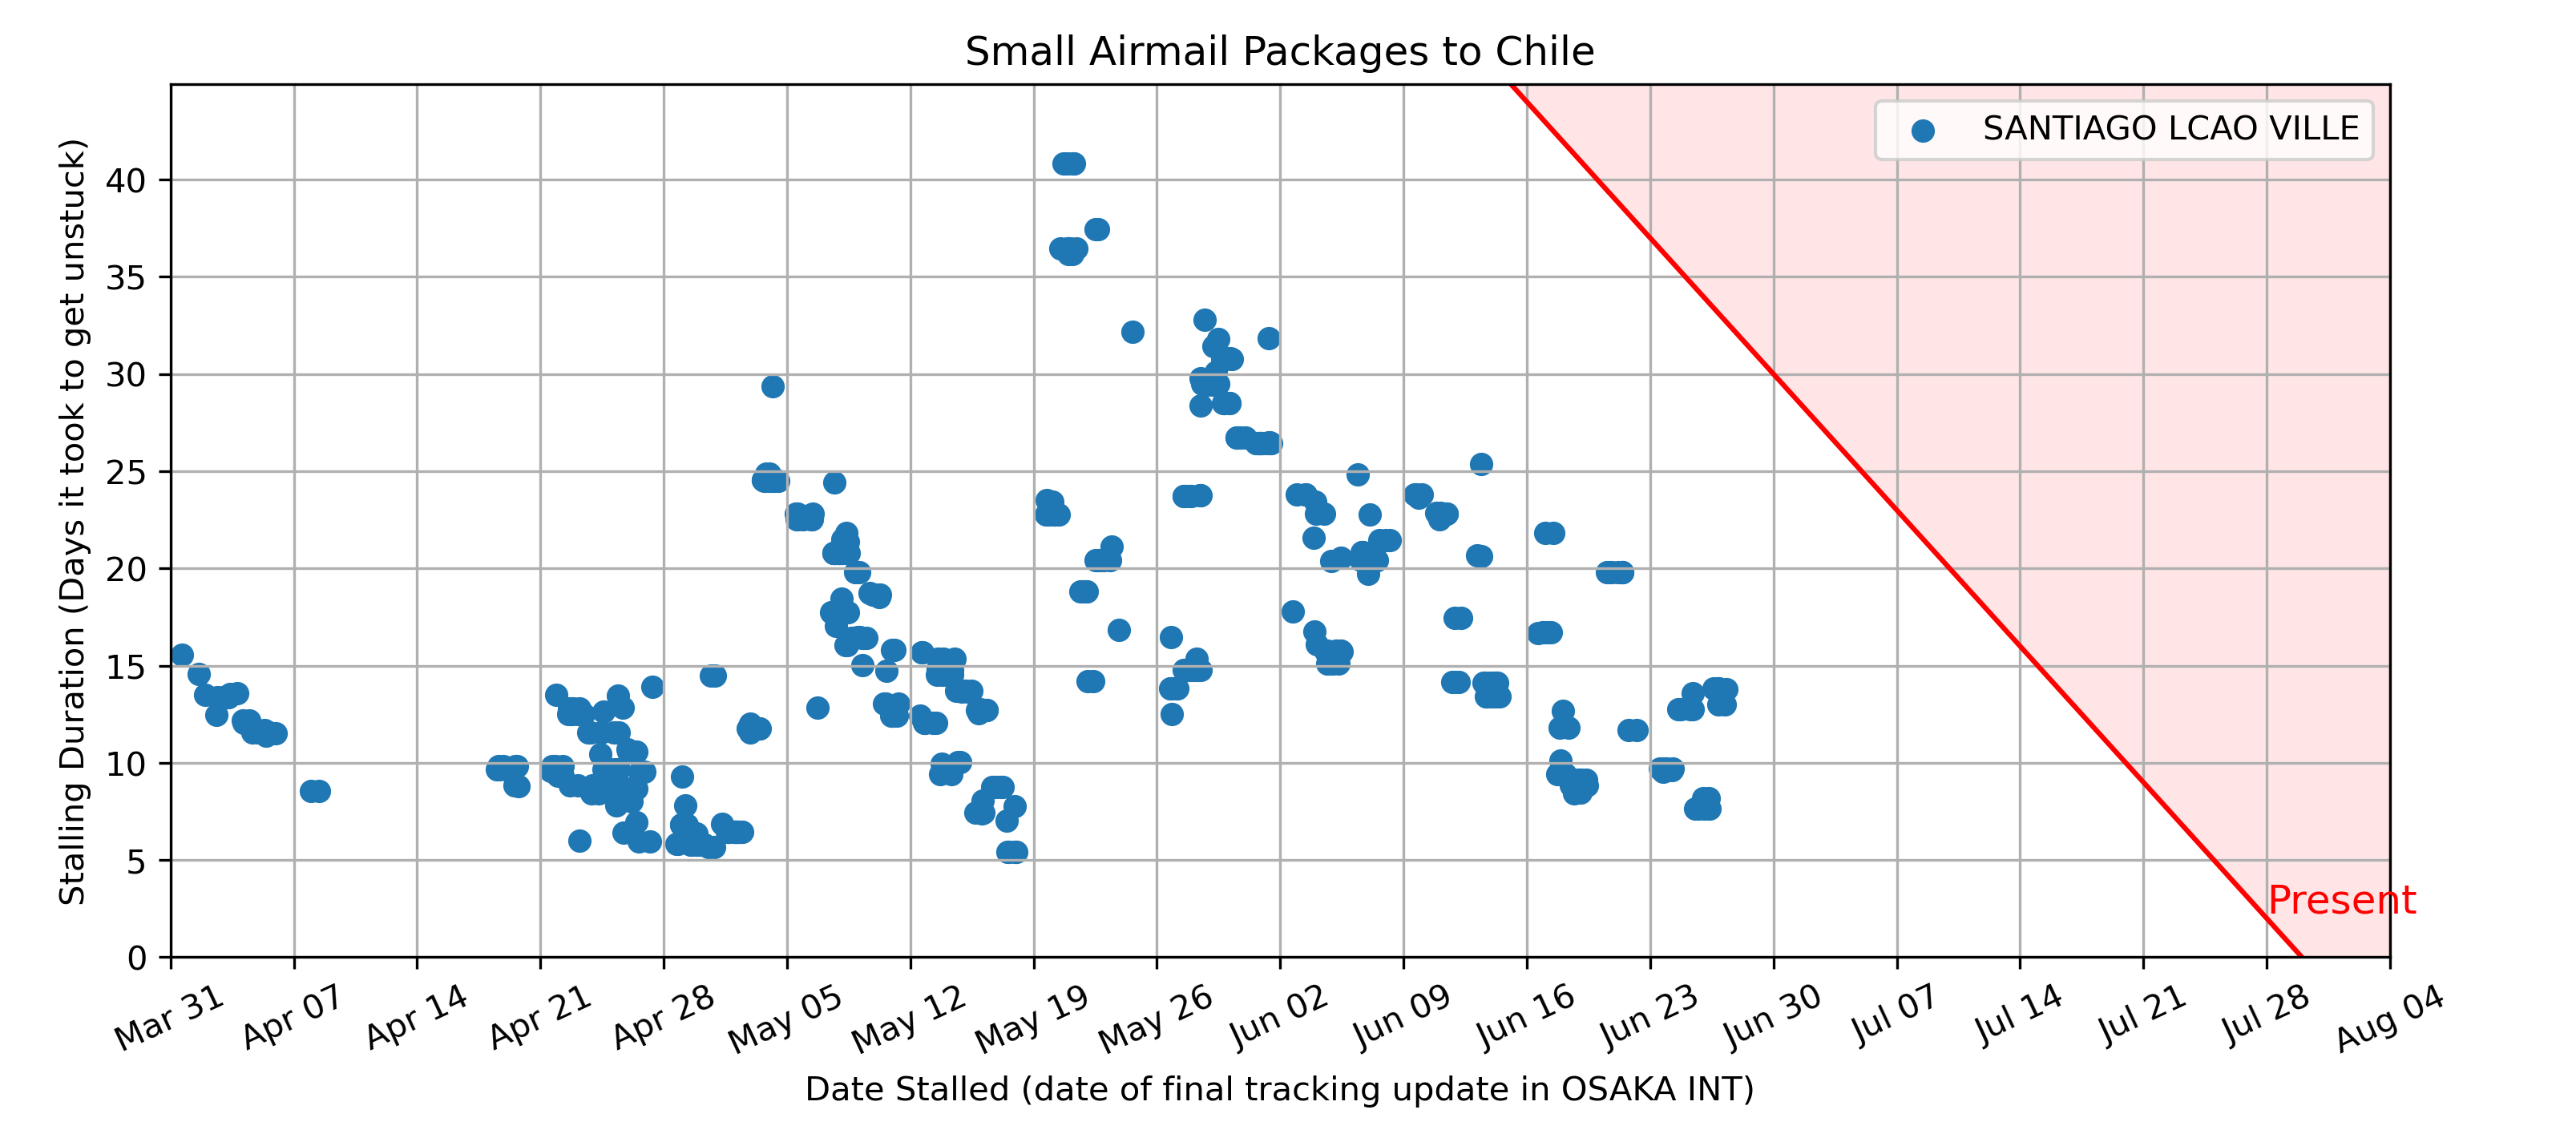 Small Airmail Packages to Chile
SANTIAGO LCAO VILLE
Stalling Duration (Days it took to get unstuck)
40
35
30
25
20
15
10
5
0
Present
Mar 31 Apr 07 Apr 14 Apr 21 Apr 28 May 05 May 12 May 19 May 26 Jun 02 Jun 09 Jun 16 Jun 23 Jun 30 Jul 07 Jul 14 Jul 21 Jul 28 Aug 04
Date Stalled (date of final tracking update in OSAKA INT)